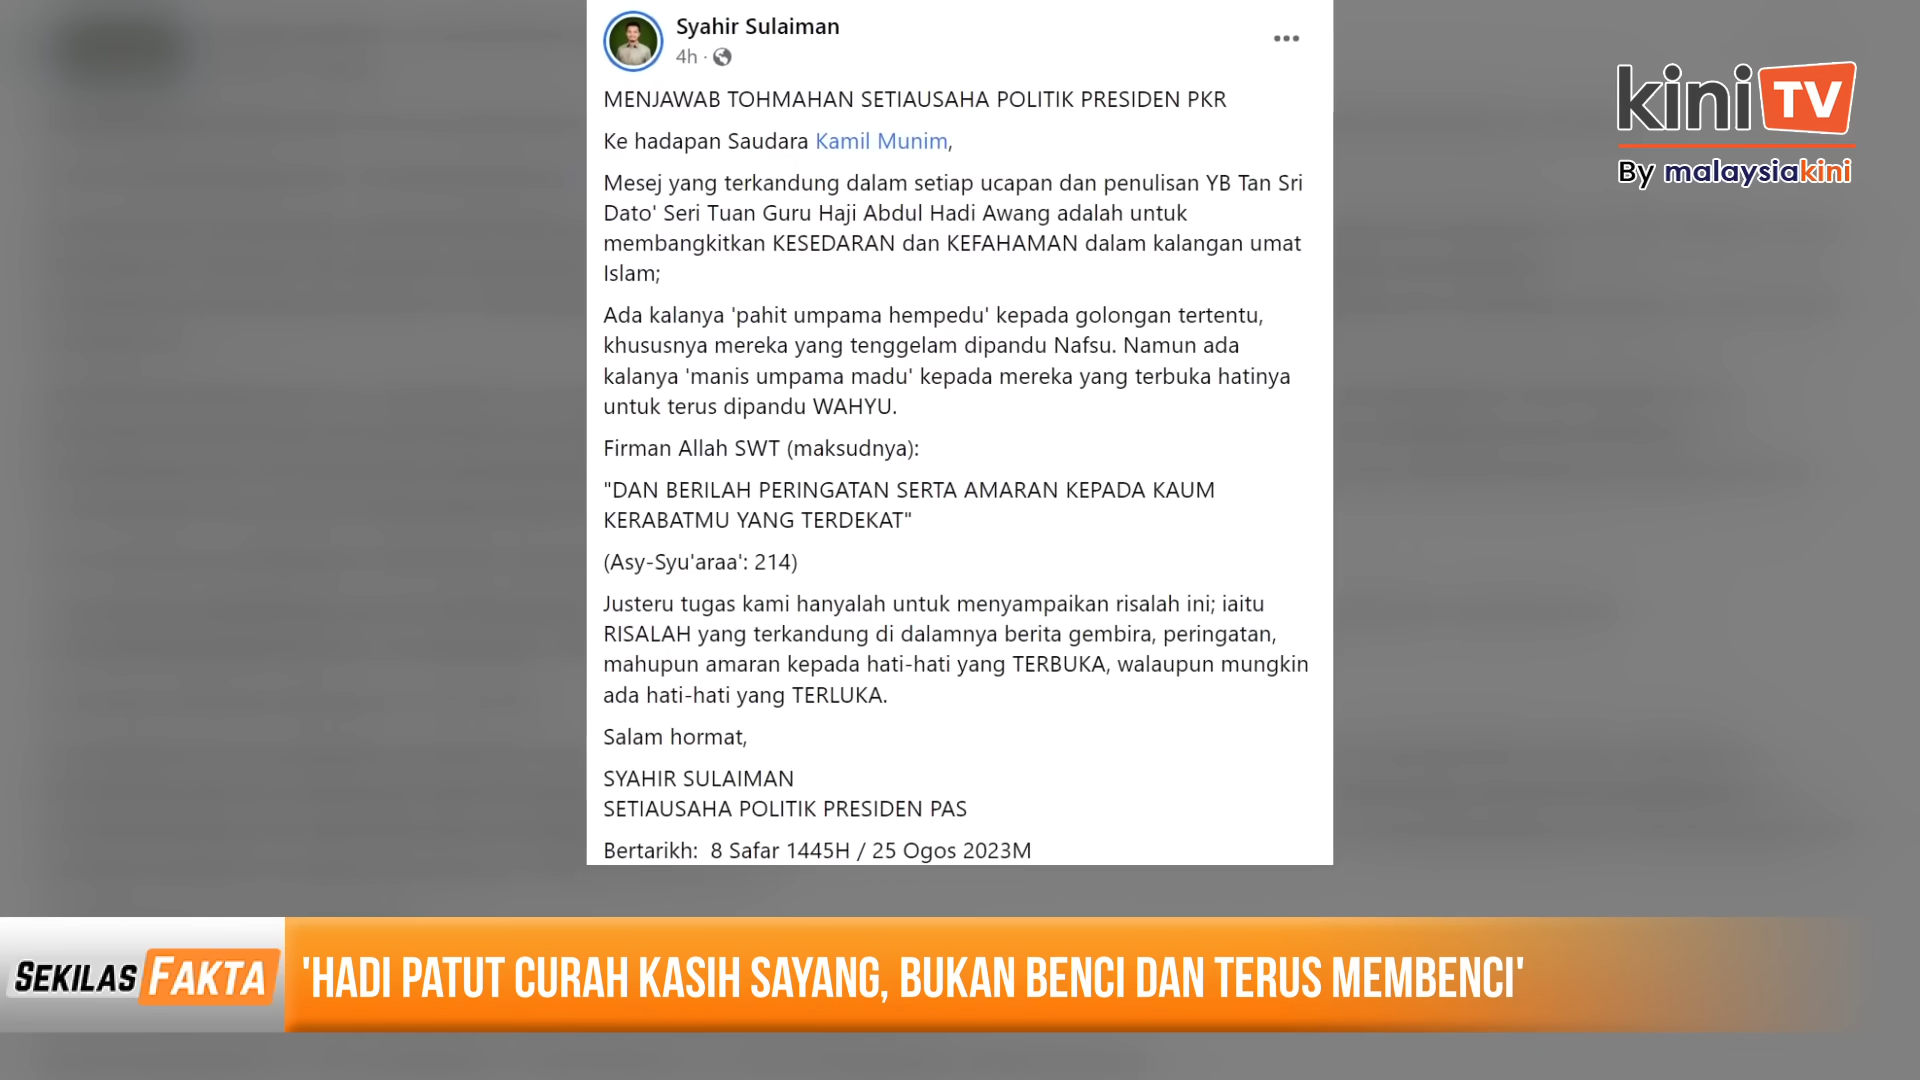 Syahir Sulaiman
4h ·
MENJAWAB TOHMAHAN SETIAUSAHA POLITIK PRESIDEN PKR
Ke hadapan Saudara Kamil Munim,
Mesej yang terkandung dalam setiap ucapan dan penulisan YB Tan Sri
Dato' Seri Tuan Guru Haji Abdul Hadi Awang adalah untuk
membangkitkan KESEDARAN dan KEFAHAMAN dalam kalangan umat
Islam;
Ada kalanya 'pahit umpama hempedu' kepada golongan tertentu,
khususnya mereka yang tenggelam dipandu Nafsu. Namun ada
kalanya 'manis umpama madu' kepada mereka yang terbuka hatinya
untuk terus dipandu WAHYU.
Firman Allah SWT (maksudnya):
"DAN BERILAH PERINGATAN SERTA AMARAN KEPADA KAUM
KERABATMU YANG TERDEKAT"
(Asy-Syu'araa': 214)
Justeru tugas kami hanyalah untuk menyampaikan risalah ini; iaitu
RISALAH yang terkandung di dalamnya berita gembira, peringatan,
mahupun amaran kepada hati-hati yang TERBUKA, walaupun mungkin
ada hati-hati yang TERLUKA.
Salam hormat,
SYAHIR SULAIMAN
SETIAUSAHA POLITIK PRESIDEN PAS
Bertarikh: 8 Safar 1445H / 25 Ogos 2023M
kini TV
By malaysiakini
SEKILAS FAKTA
'HADI PATUT CURAH KASIH SAYANG, BUKAN BENCI DAN TERUS MEMBENCI'